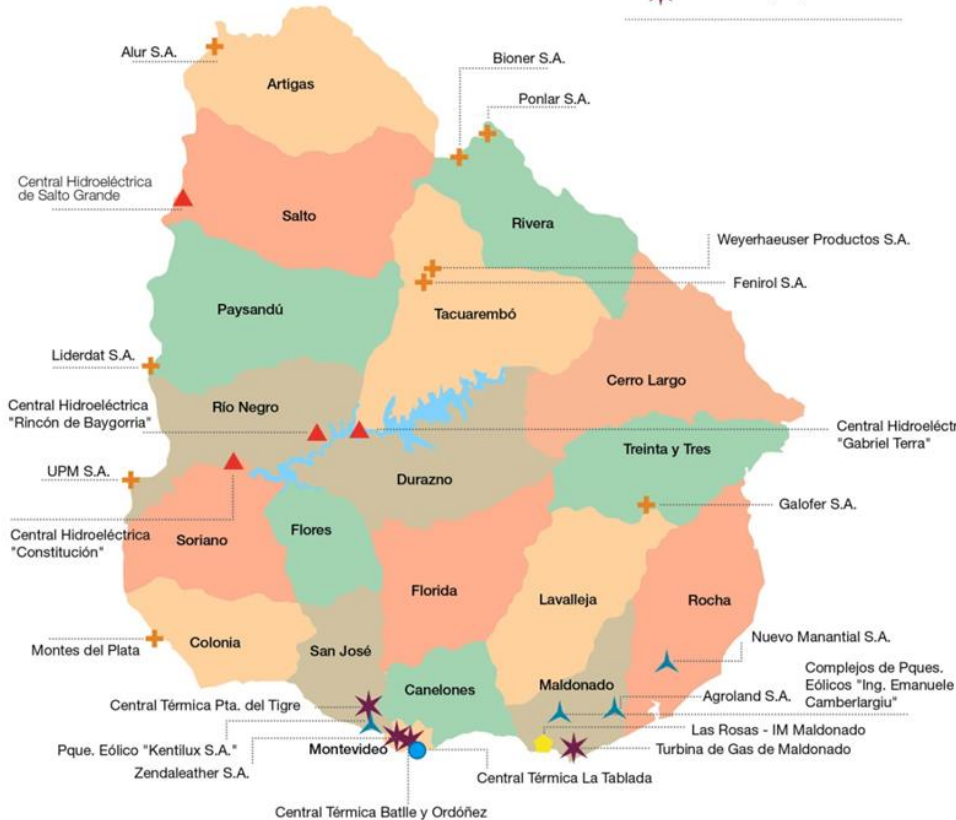 Alur S.A.
Bioner S.A.
Artigas
Ponlar S.A.
Central Hidroeléctrica
de Salto Grande
Salto
Rivera
Weyerhaeuser Productos S.A.
Fenirol S.A.
Paysandú
Tacuarembó
Liderdat S.A.
Cerro Largo
Central Hidroeléctrica
"Rincón de Baygorria"
Río Negro
Central Hidroeléctr
"Gabriel Terra"
Treinta y Tres
UPM S.A.
Durazno
Galofer S.A.
Central Hidroeléctrica
"Constitución"
Soriano
Flores
Florida
Lavalleja
Rocha
Montes del Plata
Colonia
San José
Nuevo Manantial S.A.
Canelones
Maldonado
Complejos de Pques.
Eólicos "Ing. Emanuele
Camberlargiu"
Agroland S.A.
Central Térmica Pta. del Tigre
Las Rosas - IM Maldonado
Pque. Eólico "Kentilux S.A."
Montevideo
Turbina de Gas de Maldonado
Zendaleather S.A.
Central Térmica La Tablada
Central Térmica Batlle y Ordóñez